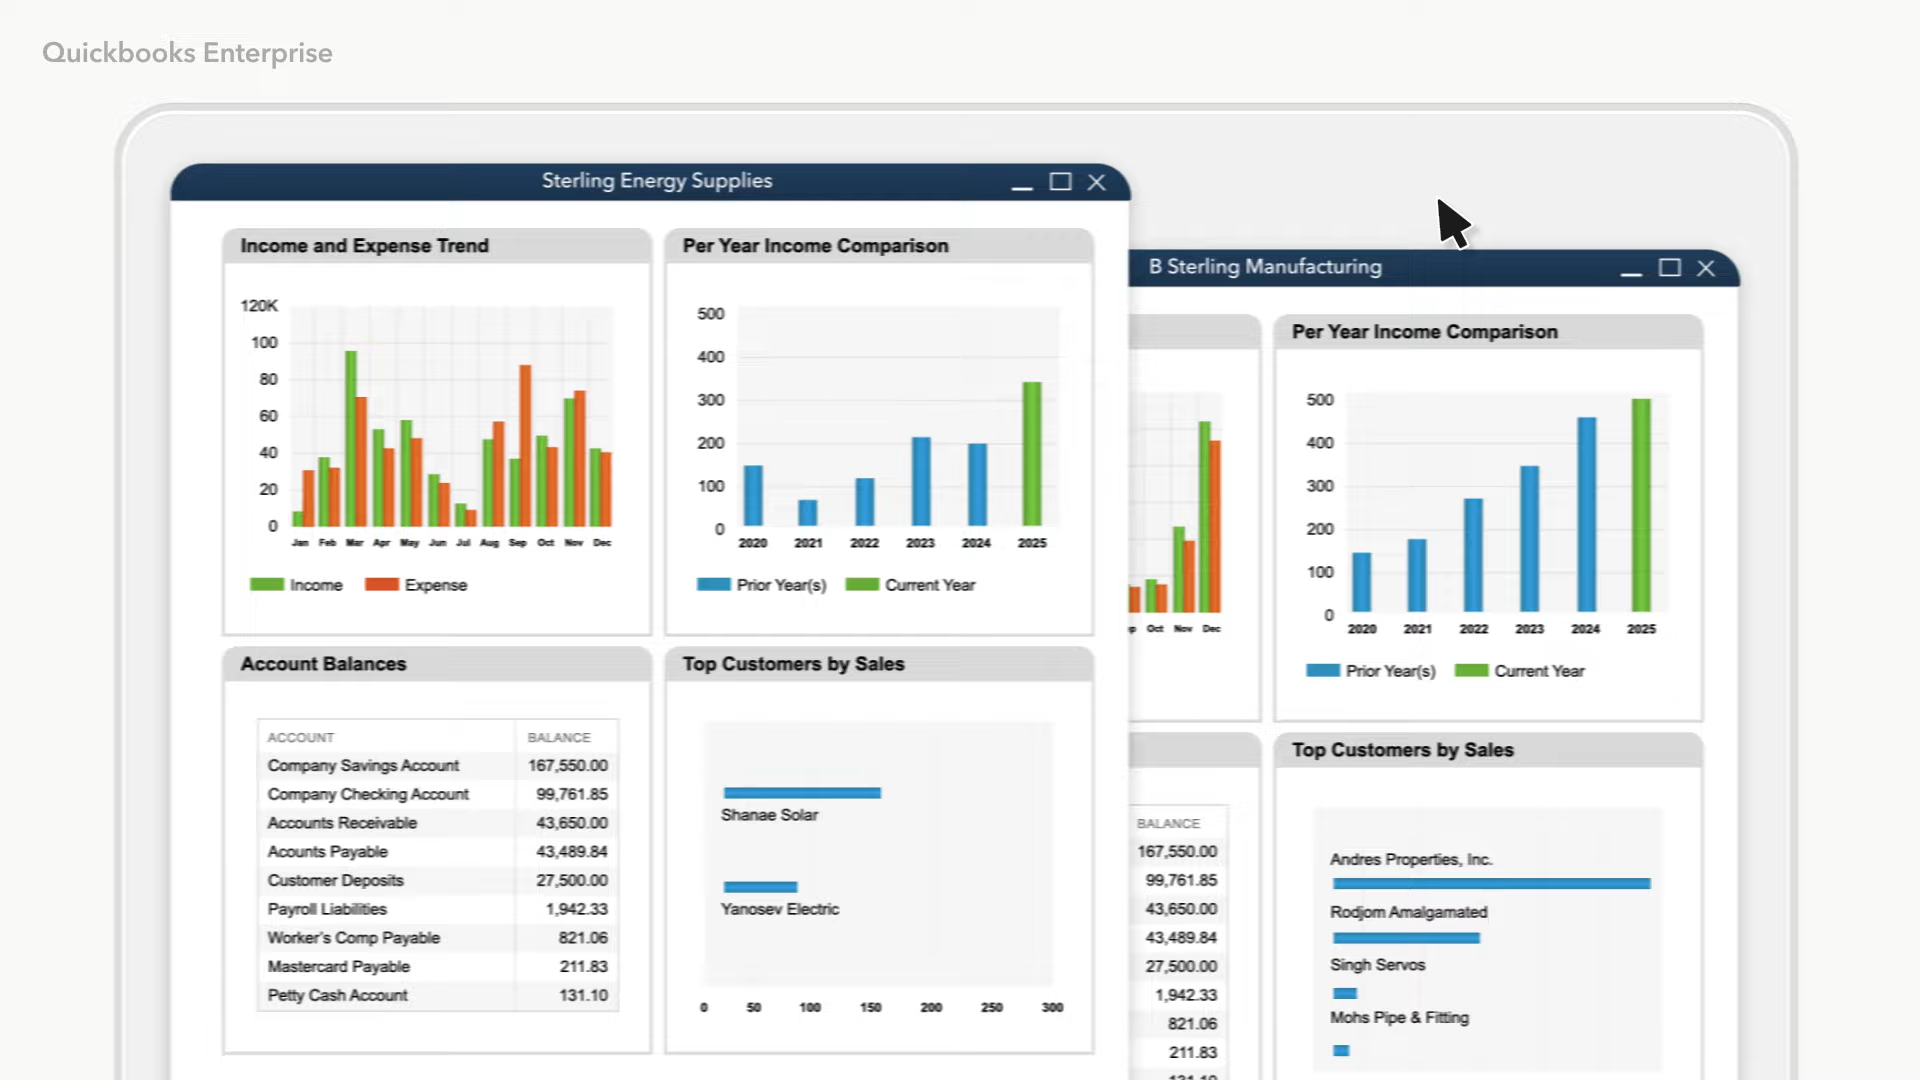 Quickbooks Enterprise
Sterling Energy Supplies
Income and Expense Trend
120K
100
80
60
40
20
0
Jan Feb Mar Apr May Jun Jul Aug Sep Oct Nov Dec
Income Expense
Per Year Income Comparison
500
400
300
200
100
0
2020 2021 2022 2023 2024 2025
Prior Year(s) Current Year
Account Balances
ACCOUNT BALANCE
Company Savings Account 167,550.00
Company Checking Account 99,761.85
Accounts Receivable 43,650.00
Acounts Payable 43,489.84
Customer Deposits 27,500.00
Payroll Liabilities 1,942.33
Worker's Comp Payable 821.06
Mastercard Payable 211.83
Petty Cash Account 131.10
Top Customers by Sales
Shanae Solar
Yanosev Electric
0 50 100 150 200 250 300
B Sterling Manufacturing
Oct Nov Dec
Per Year Income Comparison
500
400
300
200
100
0
2020 2021 2022 2023 2024 2025
Prior Year(s) Current Year
BALANCE
167,550.00
99,761.85
43,650.00
43,489.84
27,500.00
1,942.33
821.06
211.83
Top Customers by Sales
Andres Properties, Inc.
Rodjom Amalgamated
Singh Servos
Mohs Pipe & Fitting